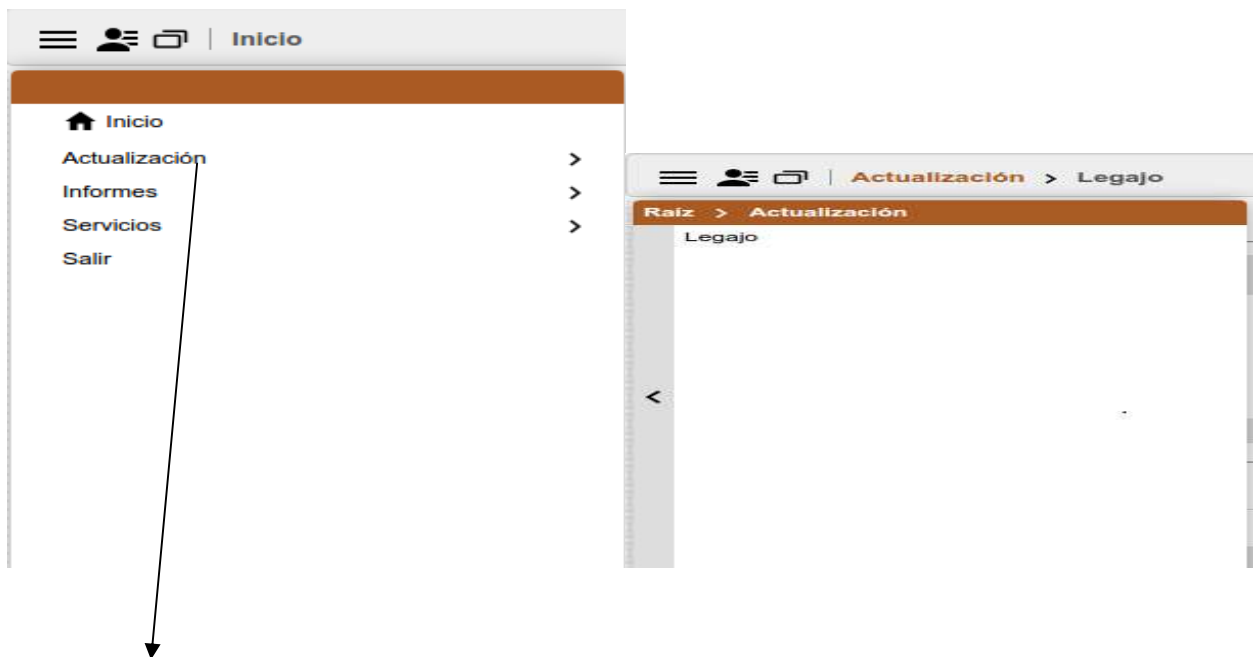 Inicio
Inicio
Actualización >
Informes >
Servicios >
Salir
Actualización > Legajo
Raíz > Actualización
Legajo
<